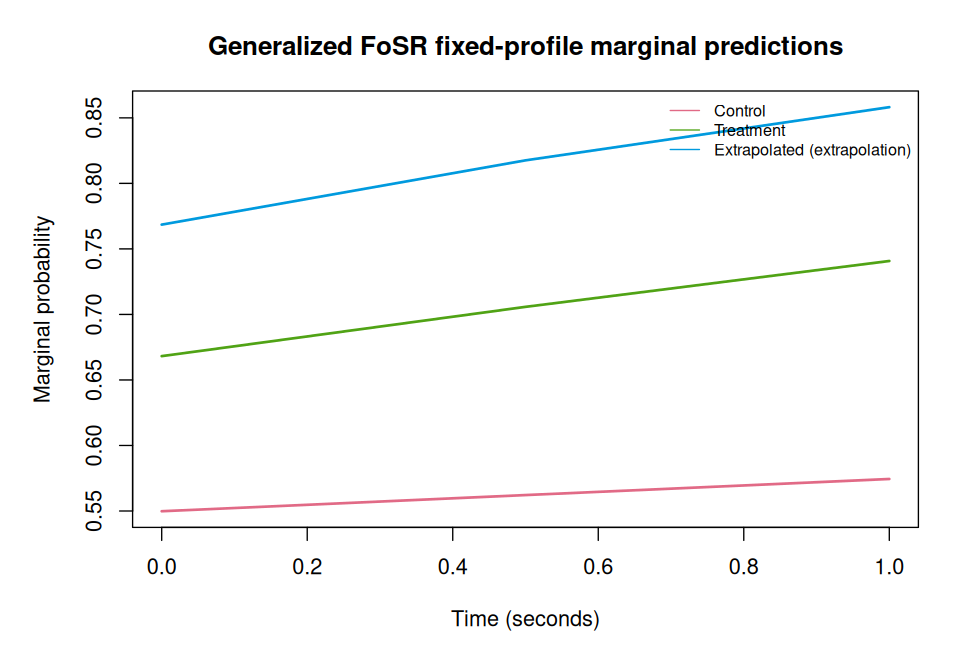 Generalized FoSR fixed-profile marginal predictions
Control
Treatment
Extrapolated (extrapolation)
Marginal probability
0.85
0.80
0.75
0.70
0.65
0.60
0.55
0.0 0.2 0.4 0.6 0.8 1.0
Time (seconds)